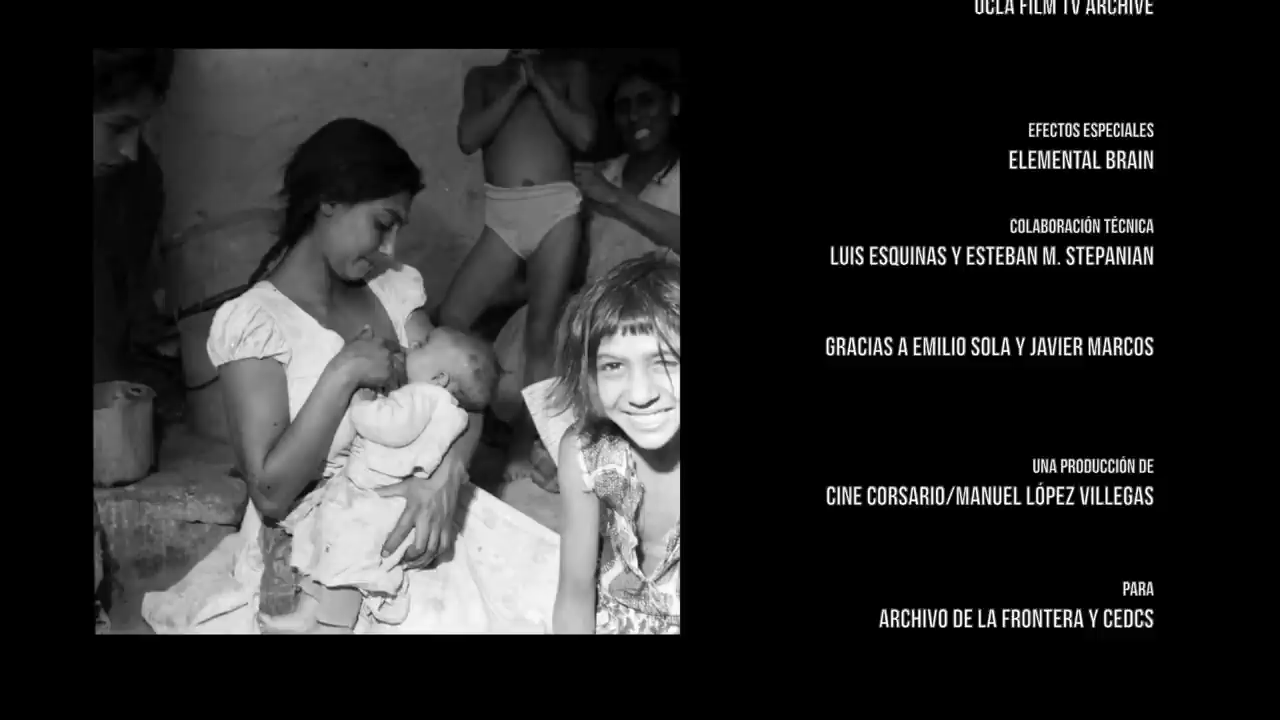 UCLA FILM TV ARCHIVE
EFECTOS ESPECIALES
ELEMENTAL BRAIN
COLABORACIÓN TÉCNICA
LUIS ESQUINAS Y ESTEBAN M. STEPANIAN
GRACIAS A EMILIO SOLA Y JAVIER MARCOS
UNA PRODUCCIÓN DE
CINE CORSARIO/MANUEL LÓPEZ VILLEGAS
PARA
ARCHIVO DE LA FRONTERA Y CEDCS